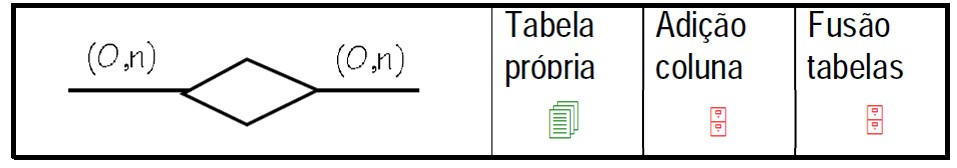 (0,n) (0,n)
Tabela própria
Adição coluna
Fusão tabelas